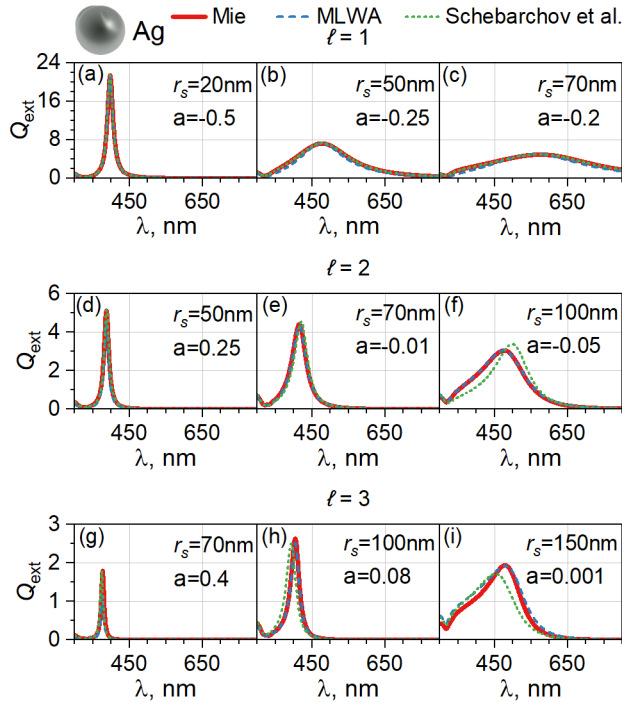 Ag Mie MLWA Schebarchov et al.
ℓ = 1
(a) r_s=20nm a=-0.5
(b) r_s=50nm a=-0.25
(c) r_s=70nm a=-0.2
Q_ext
24
16
8
0
450 650 450 650 450 650
λ, nm λ, nm λ, nm
ℓ = 2
(d) r_s=50nm a=0.25
(e) r_s=70nm a=-0.01
(f) r_s=100nm a=-0.05
Q_ext
6
4
2
0
450 650 450 650 450 650
λ, nm λ, nm λ, nm
ℓ = 3
(g) r_s=70nm a=0.4
(h) r_s=100nm a=0.08
(i) r_s=150nm a=0.001
Q_ext
3
2
1
0
450 650 450 650 450 650
λ, nm λ, nm λ, nm